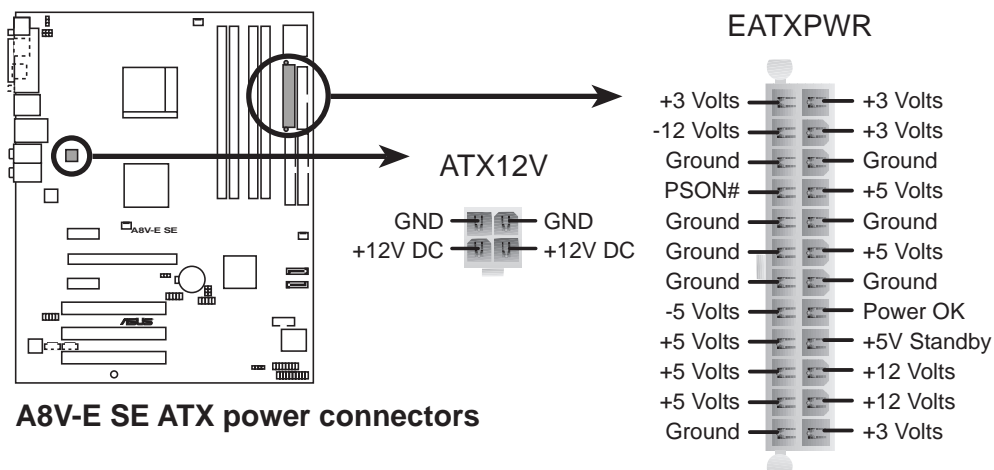 EATXPWR
+3 Volts +3 Volts
-12 Volts +3 Volts
Ground Ground
PSON# +5 Volts
Ground Ground
Ground +5 Volts
Ground Ground
-5 Volts Power OK
+5 Volts +5V Standby
+5 Volts +12 Volts
+5 Volts +12 Volts
Ground +3 Volts
ATX12V
GND GND
+12V DC +12V DC
A8V-E SE
ASUS
A8V-E SE ATX power connectors